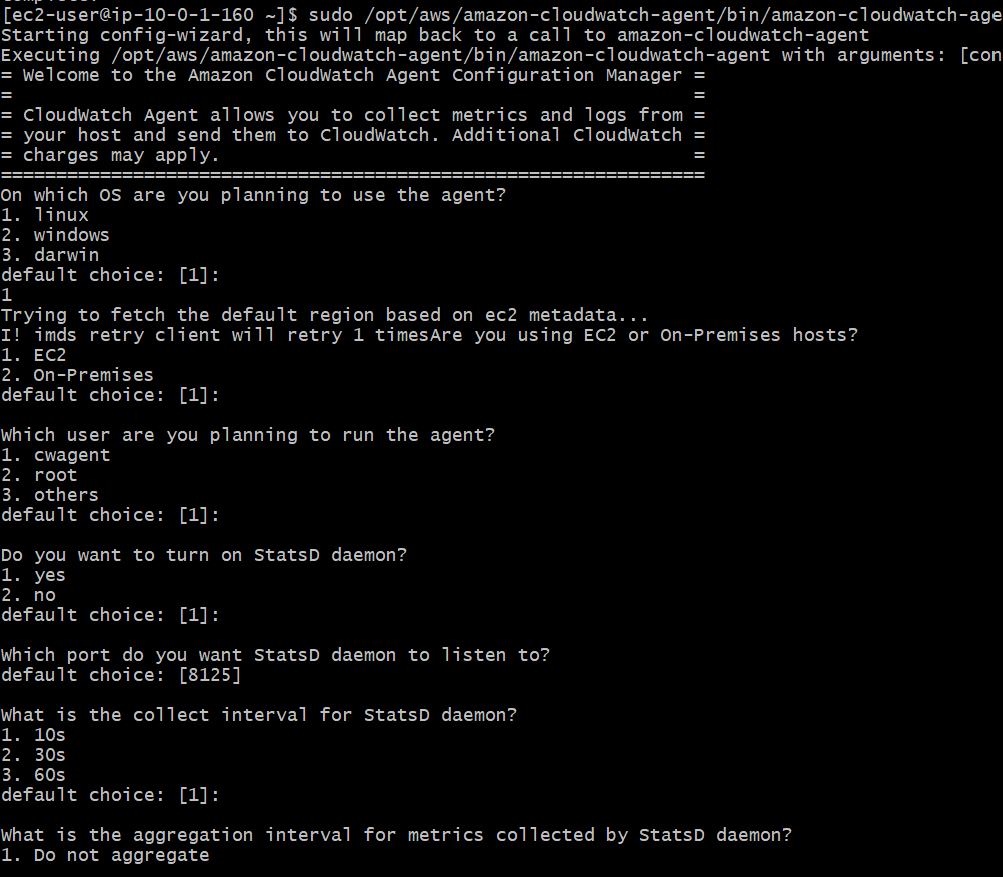 [ec2-user@ip-10-0-1-160 ~]$ sudo /opt/aws/amazon-cloudwatch-agent/bin/amazon-cloudwatch-age
Starting config-wizard, this will map back to a call to amazon-cloudwatch-agent
Executing /opt/aws/amazon-cloudwatch-agent/bin/amazon-cloudwatch-agent with arguments: [con
= Welcome to the Amazon CloudWatch Agent Configuration Manager =
=                                                              =
= CloudWatch Agent allows you to collect metrics and logs from =
= your host and send them to CloudWatch. Additional CloudWatch =
= charges may apply.                                           =
================================================================
On which OS are you planning to use the agent?
1. linux
2. windows
3. darwin
default choice: [1]:
1
Trying to fetch the default region based on ec2 metadata...
I! imds retry client will retry 1 timesAre you using EC2 or On-Premises hosts?
1. EC2
2. On-Premises
default choice: [1]:
Which user are you planning to run the agent?
1. cwagent
2. root
3. others
default choice: [1]:
Do you want to turn on StatsD daemon?
1. yes
2. no
default choice: [1]:
Which port do you want StatsD daemon to listen to?
default choice: [8125]
What is the collect interval for StatsD daemon?
1. 10s
2. 30s
3. 60s
default choice: [1]:
What is the aggregation interval for metrics collected by StatsD daemon?
1. Do not aggregate